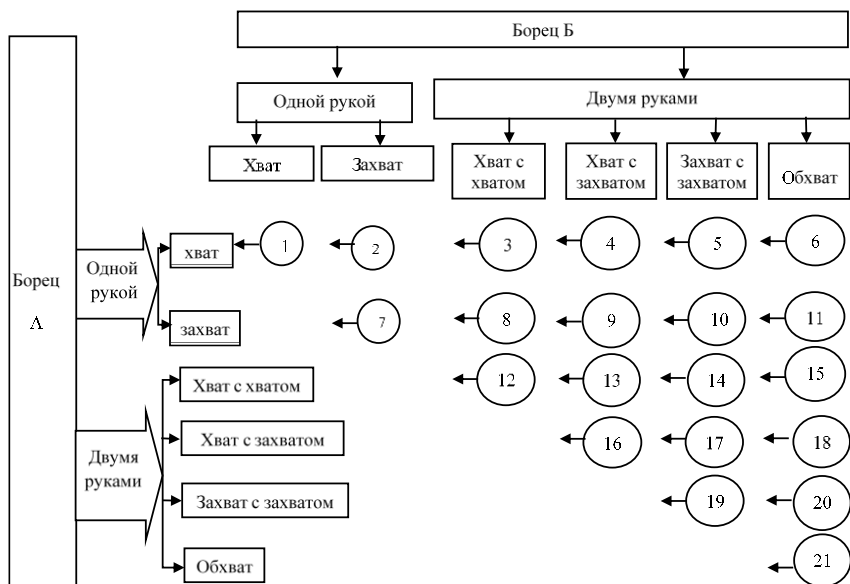 Борец Б
Одной рукой
Двумя руками
Хват
Захват
Хват с
хватом
Хват с
захватом
Захват с
захватом
Обхват
Борец
А
Одной
рукой
хват
1
2
3
4
5
6
захват
7
8
9
10
11
Двумя
руками
Хват с хватом
12
13
14
15
Хват с захватом
16
17
18
Захват с захватом
19
20
Обхват
21